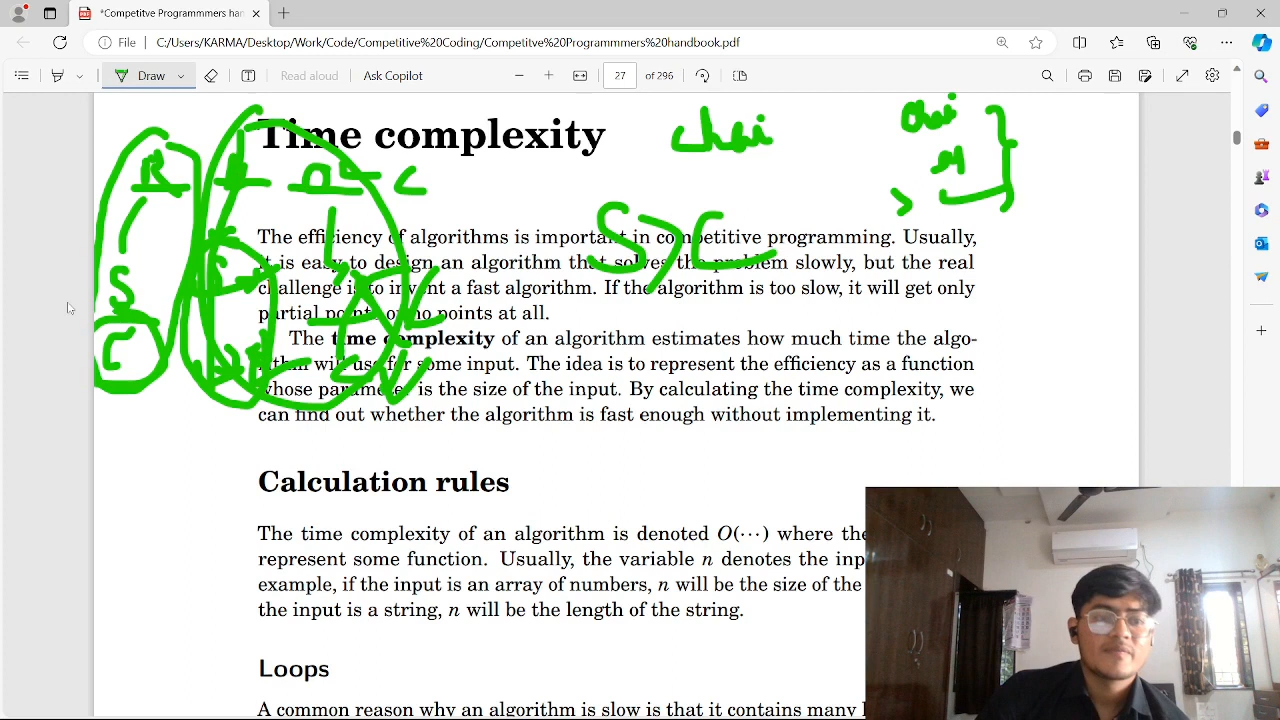 *Competitive Programmmers han
File
C:/Users/KARMA/Desktop/Work/Code/Competitive%20Coding/Competitve%20Programmmers%20handbook.pdf
Draw
Read aloud
Ask Copilot
27
of 296
Time complexity
chai
chai
S > C
R
S
C
The efficiency of algorithms is important in competitive programming. Usually,
it is easy to design an algorithm that solves the problem slowly, but the real
challenge is to invent a fast algorithm. If the algorithm is too slow, it will get only
partial points or no points at all.
The time complexity of an algorithm estimates how much time the algo-
rithm will use for some input. The idea is to represent the efficiency as a function
whose parameter is the size of the input. By calculating the time complexity, we
can find out whether the algorithm is fast enough without implementing it.
Calculation rules
The time complexity of an algorithm is denoted O(···) where the
represent some function. Usually, the variable n denotes the inp
example, if the input is an array of numbers, n will be the size of the
the input is a string, n will be the length of the string.
Loops
A common reason why an algorithm is slow is that it contains many l